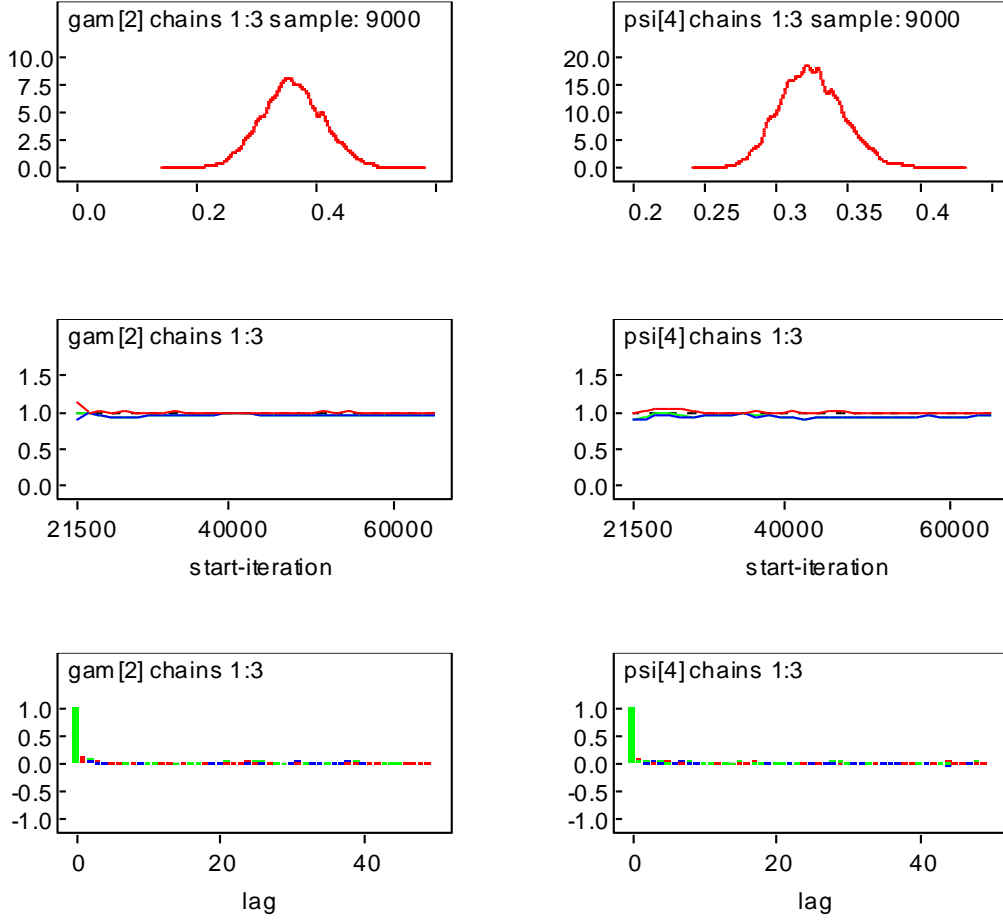 gam[2] chains 1:3 sample: 9000
10.0
7.5
5.0
2.5
0.0
0.0 0.2 0.4
psi[4] chains 1:3 sample: 9000
20.0
15.0
10.0
5.0
0.0
0.2 0.25 0.3 0.35 0.4
gam[2] chains 1:3
1.5
1.0
0.5
0.0
21500 40000 60000
start-iteration
psi[4] chains 1:3
1.5
1.0
0.5
0.0
21500 40000 60000
start-iteration
gam[2] chains 1:3
1.0
0.5
0.0
-0.5
-1.0
0 20 40
lag
psi[4] chains 1:3
1.0
0.5
0.0
-0.5
-1.0
0 20 40
lag